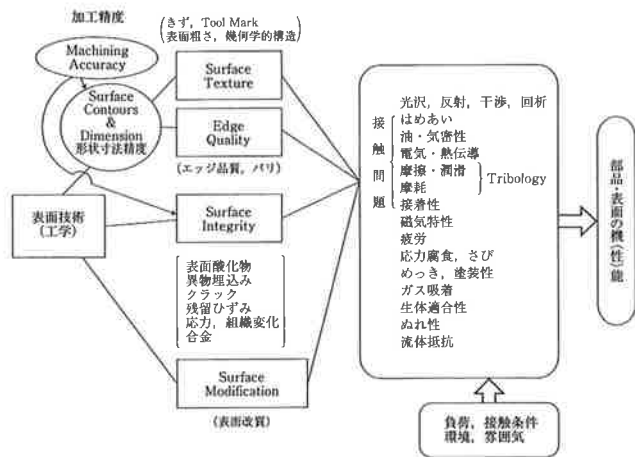 加工精度
Machining
Accuracy
Surface
Contours
&
Dimension
形状寸法精度
表面技術
(工学)
(きず, Tool Mark
表面粗さ, 幾何学的構造)
Surface
Texture
Edge
Quality
(エッジ品質, バリ)
Surface
Integrity
表面酸化物
異物埋込み
クラック
残留ひずみ
応力, 組織変化
合金
Surface
Modification
(表面改質)
接触問題
光沢, 反射, 干渉, 回析
はめあい
油・気密性
電気・熱伝導
摩擦・潤滑
摩耗
Tribology
接着性
磁気特性
疲労
応力腐食, さび
めっき, 塗装性
ガス吸着
生体適合性
ぬれ性
流体抵抗
負荷, 接触条件
環境, 雰囲気
部品・表面の機(性)能